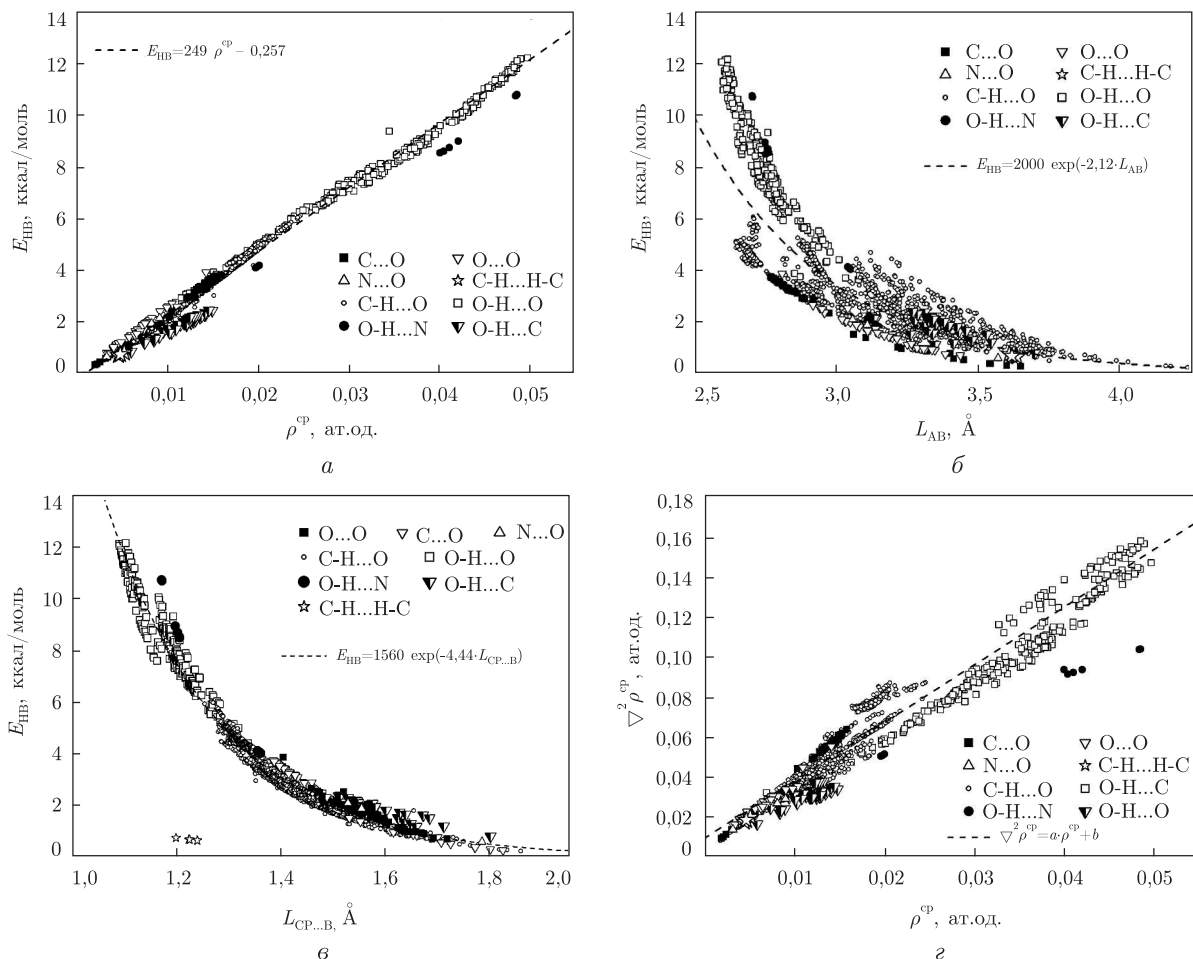 14
12
10
8
6
4
2
0
E_HB, ккал/моль
E_HB=249 ρ^cp − 0,257
C...O
N...O
C-H...O
O-H...N
O...O
C-H...H-C
O-H...O
O-H...C
0,01 0,02 0,03 0,04 0,05
ρ^cp, ат.од.
а
14
12
10
8
6
4
2
0
E_HB, ккал/моль
C...O
N...O
C-H...O
O-H...N
O...O
C-H...H-C
O-H...O
O-H...C
E_HB=2000 exp(-2,12·L_AB)
2,5 3,0 3,5 4,0
L_AB, Å
б
14
12
10
8
6
4
2
0
E_HB, ккал/моль
O...O C...O N...O
C-H...O O-H...O
O-H...N O-H...C
C-H...H-C
E_HB=1560 exp(-4,44·L_CP...B)
1,0 1,2 1,4 1,6 1,8 2,0
L_CP...B, Å
в
0,18
0,16
0,14
0,12
0,10
0,08
0,06
0,04
0,02
0
▽² ρ^cp, ат.од.
C...O
N...O
C-H...O
O-H...N
O...O
C-H...H-C
O-H...C
O-H...O
▽² ρ^cp=a·ρ^cp+b
0,01 0,02 0,03 0,04 0,05
ρ^cp, ат.од.
г